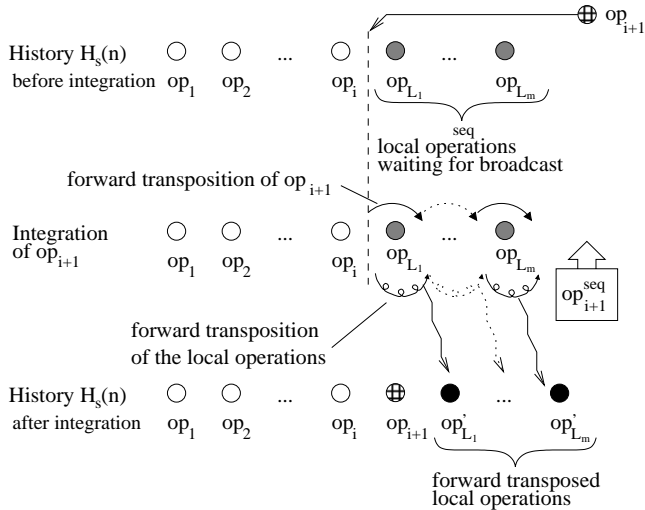 op_{i+1}
History H_s(n)
before integration
op_1 op_2 ... op_i op_{L_1} ... op_{L_m}
seq
local operations
waiting for broadcast
forward transposition of op_{i+1}
Integration
of op_{i+1}
...
...
op_1 op_2 op_i op_{L_1} op_{L_m}
op_{i+1}^{seq}
forward transposition
of the local operations
History H_s(n)
after integration
... ...
op_1 op_2 op_i op_{i+1} op'_{L_1} op'_{L_m}
forward transposed
local operations